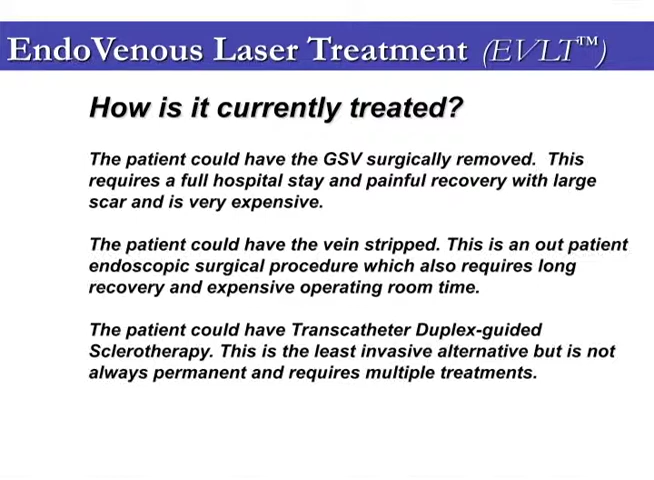 EndoVenous Laser Treatment (EVLT™)
How is it currently treated?
The patient could have the GSV surgically removed. This
requires a full hospital stay and painful recovery with large
scar and is very expensive.
The patient could have the vein stripped. This is an out patient
endoscopic surgical procedure which also requires long
recovery and expensive operating room time.
The patient could have Transcatheter Duplex-guided
Sclerotherapy. This is the least invasive alternative but is not
always permanent and requires multiple treatments.